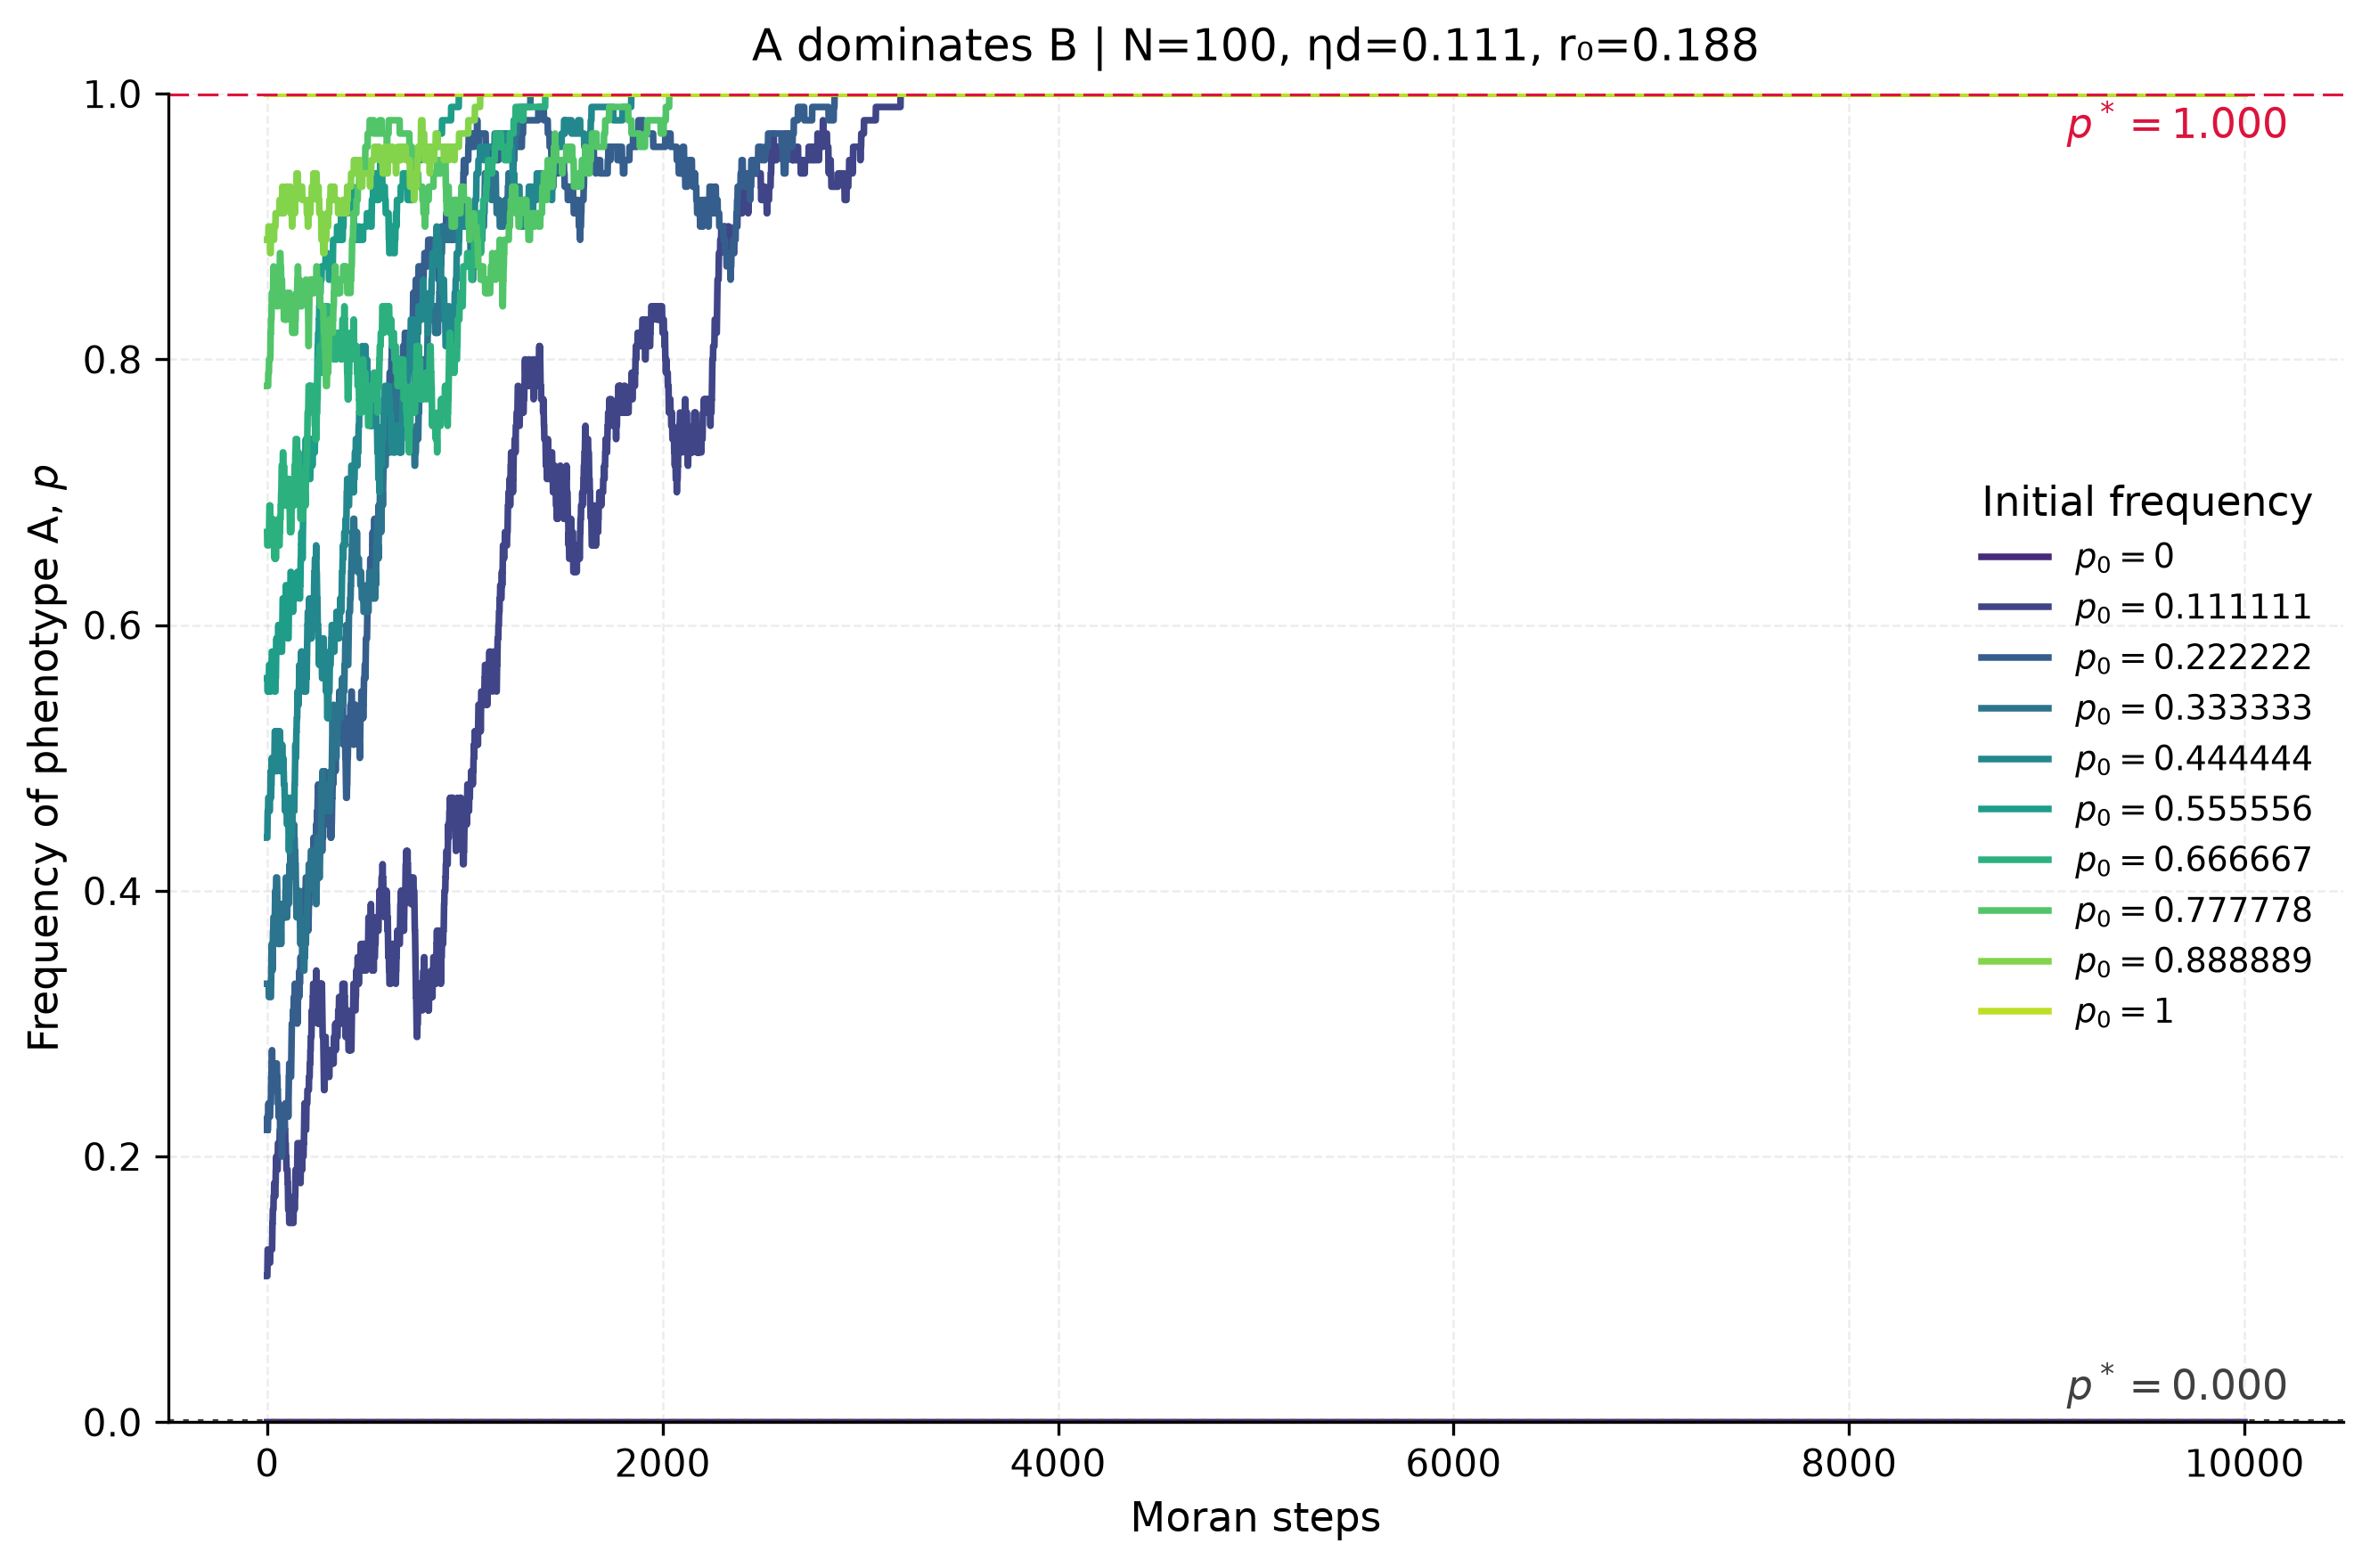 A dominates B | N=100, ηd=0.111, r₀=0.188
1.0
0.8
0.6
0.4
0.2
0.0
Frequency of phenotype A, p
p* = 1.000
Initial frequency
p₀ = 0
p₀ = 0.111111
p₀ = 0.222222
p₀ = 0.333333
p₀ = 0.444444
p₀ = 0.555556
p₀ = 0.666667
p₀ = 0.777778
p₀ = 0.888889
p₀ = 1
p* = 0.000
0 2000 4000 6000 8000 10000
Moran steps